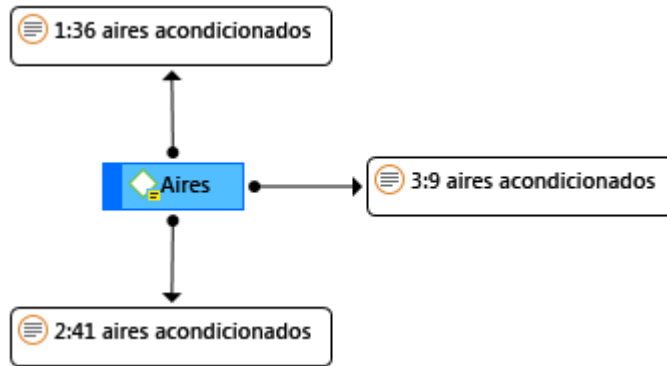 1:36 aires acondicionados
Aires
3:9 aires acondicionados
2:41 aires acondicionados